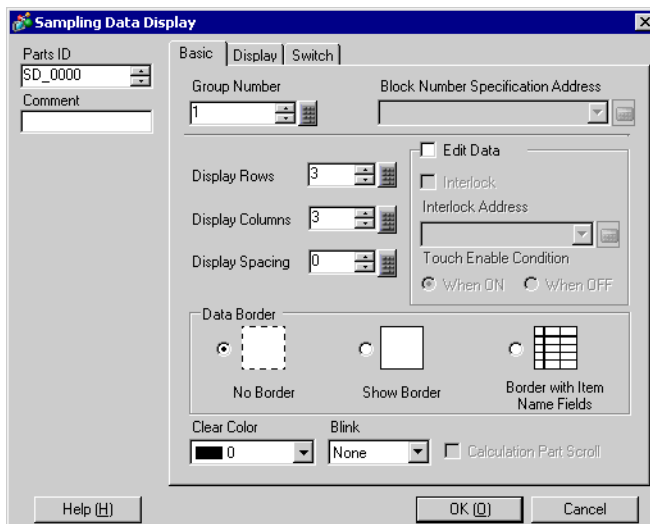 Sampling Data Display
Parts ID
SD_0000
Comment
Basic
Display
Switch
Group Number
1
Block Number Specification Address
Display Rows
3
Display Columns
3
Display Spacing
0
Edit Data
Interlock
Interlock Address
Touch Enable Condition
When ON
When OFF
Data Border
No Border
Show Border
Border with Item
Name Fields
Clear Color
0
Blink
None
Calculation Part Scroll
Help (H)
OK (O)
Cancel